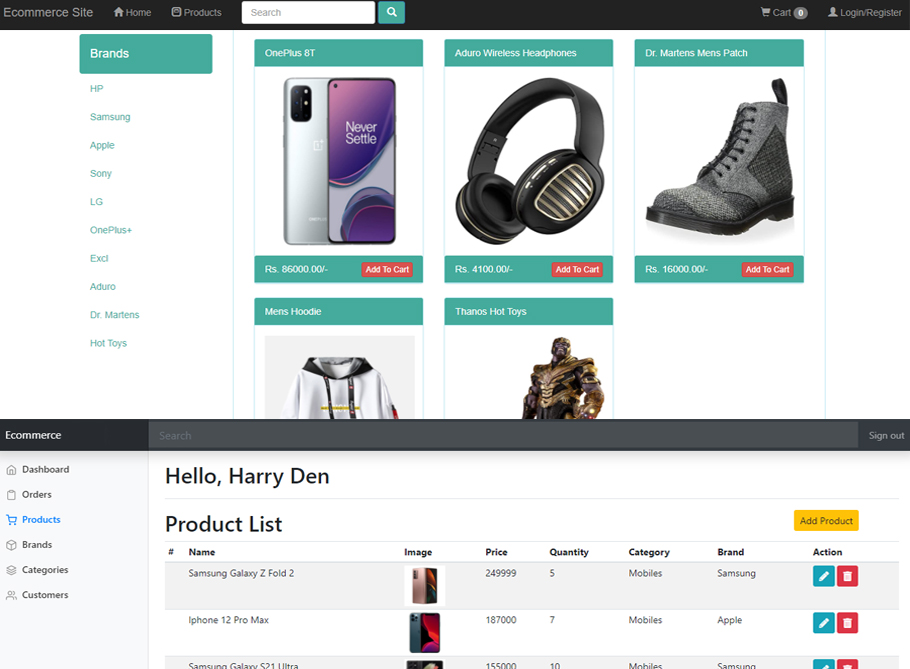 Ecommerce Site Home Products Search Cart 0 Login/Register
Brands
HP
Samsung
Apple
Sony
LG
OnePlus+
Excl
Aduro
Dr. Martens
Hot Toys
OnePlus 8T
Never
Settle
Rs. 86000.00/- Add To Cart
Aduro Wireless Headphones
Rs. 4100.00/- Add To Cart
Dr. Martens Mens Patch
Rs. 16000.00/- Add To Cart
Mens Hoodie
Thanos Hot Toys
Ecommerce Search Sign out
Dashboard
Orders
Products
Brands
Categories
Customers
Hello, Harry Den
Product List Add Product
# Name Image Price Quantity Category Brand Action
Samsung Galaxy Z Fold 2 249999 5 Mobiles Samsung
Iphone 12 Pro Max 187000 7 Mobiles Apple
Samsung Galaxy S21 Ultra 155000 10 Mobiles Samsung